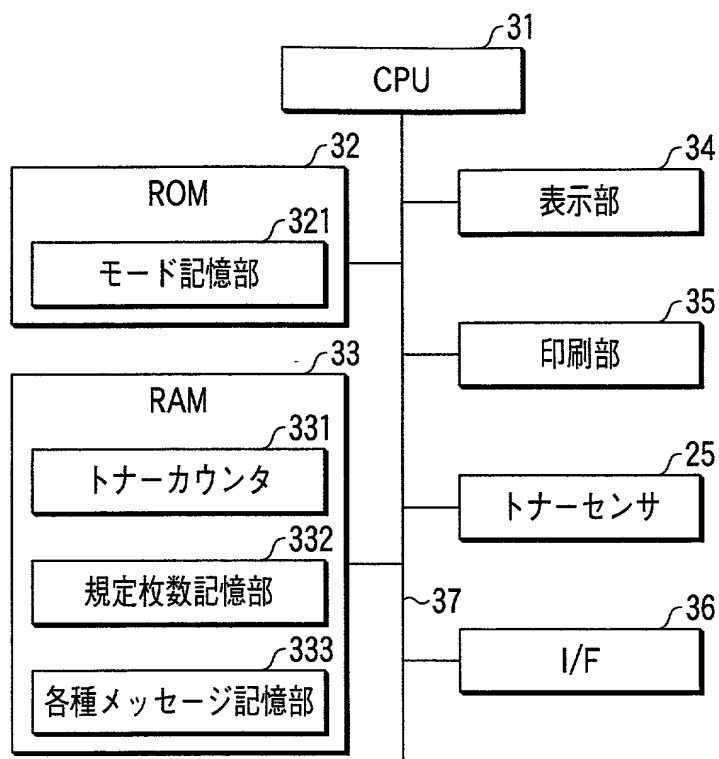 31
CPU
32
ROM
321
モード記憶部
33
RAM
331
トナーカウンタ
332
規定枚数記憶部
333
各種メッセージ記憶部
34
表示部
35
印刷部
25
トナーセンサ
37
36
I/F